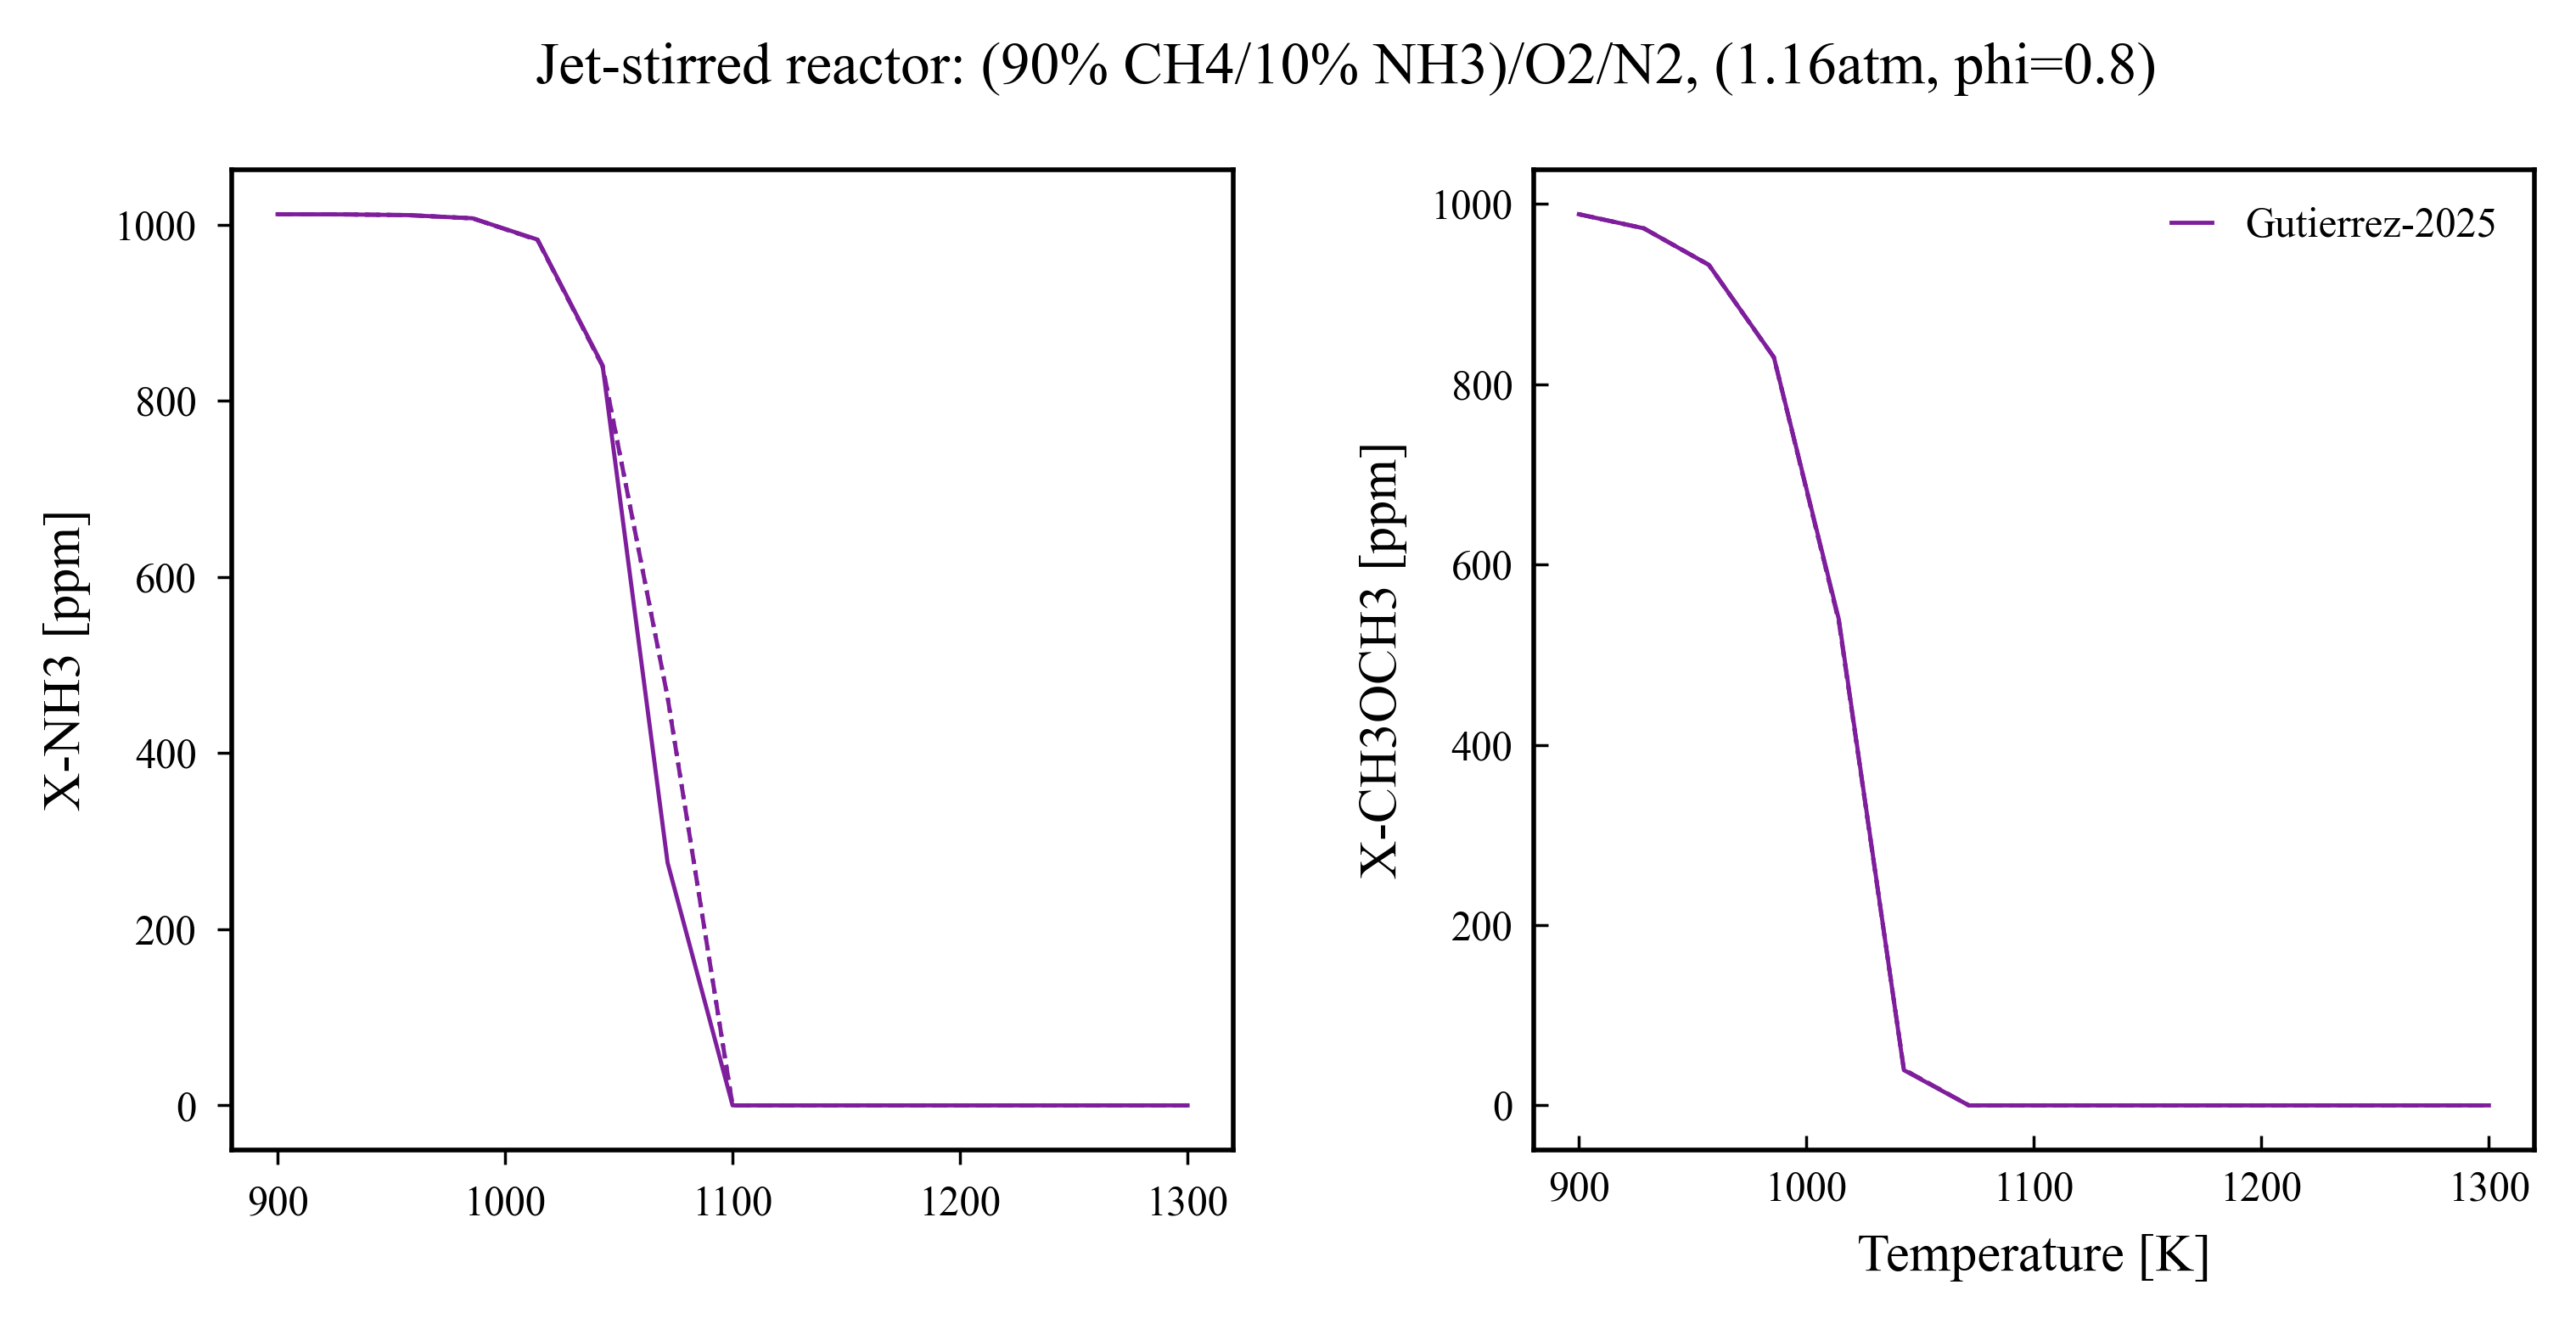 Jet-stirred reactor: (90% CH4/10% NH3)/O2/N2, (1.16atm, phi=0.8)
X-NH3 [ppm]
1000
800
600
400
200
0
900 1000 1100 1200 1300
X-CH3OCH3 [ppm]
1000
800
600
400
200
0
Gutierrez-2025
900 1000 1100 1200 1300
Temperature [K]